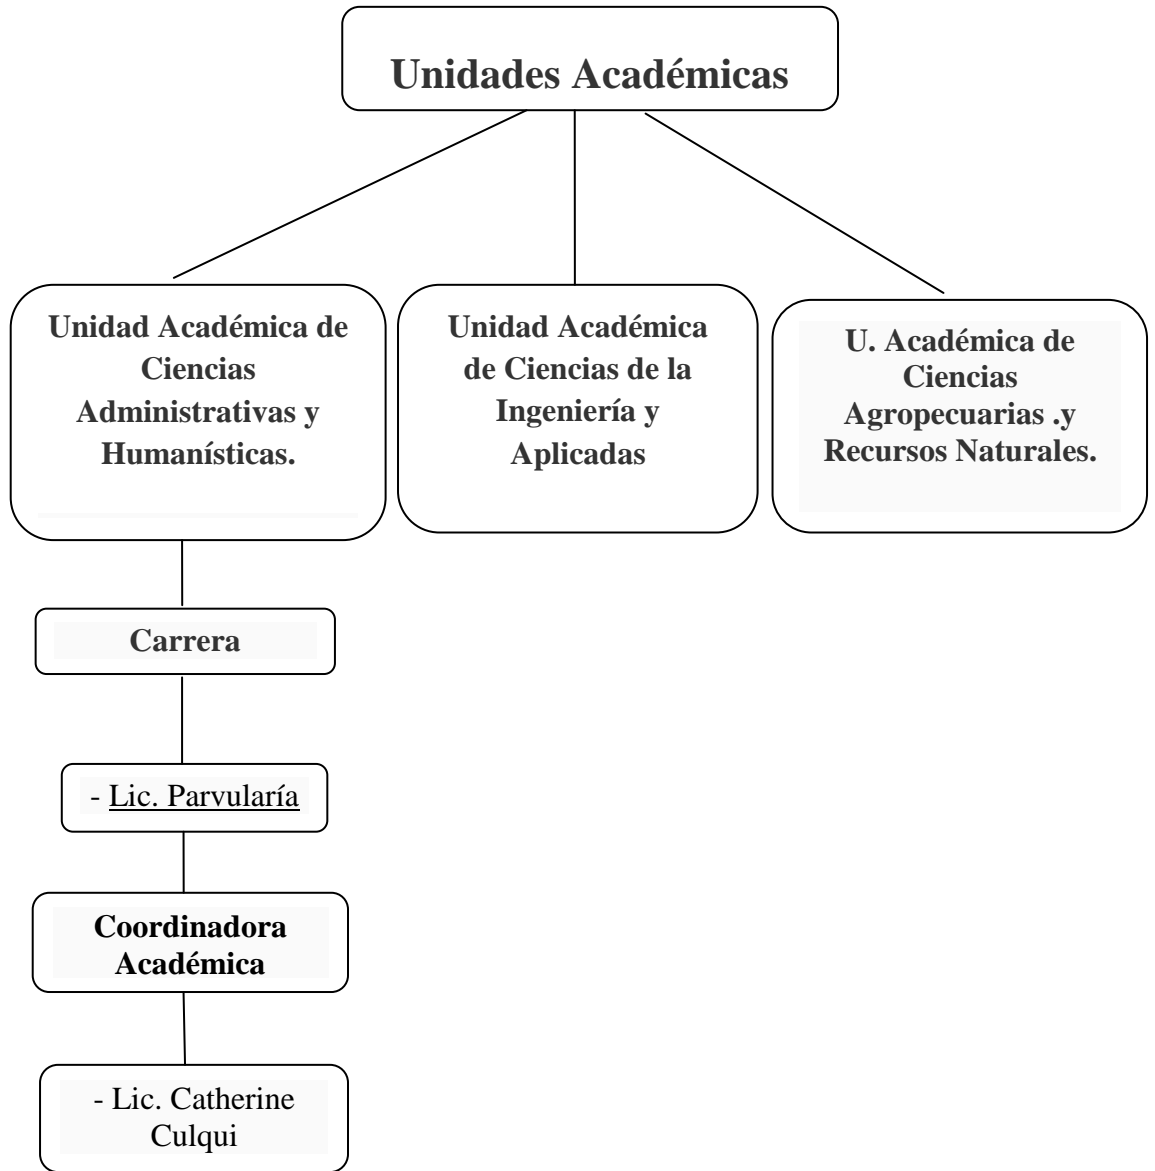 Unidades Académicas
Unidad Académica de
Ciencias
Administrativas y
Humanísticas.
Unidad Académica
de Ciencias de la
Ingeniería y
Aplicadas
U. Académica de
Ciencias
Agropecuarias .y
Recursos Naturales.
Carrera
- Lic. Parvularía
Coordinadora
Académica
- Lic. Catherine
Culqui